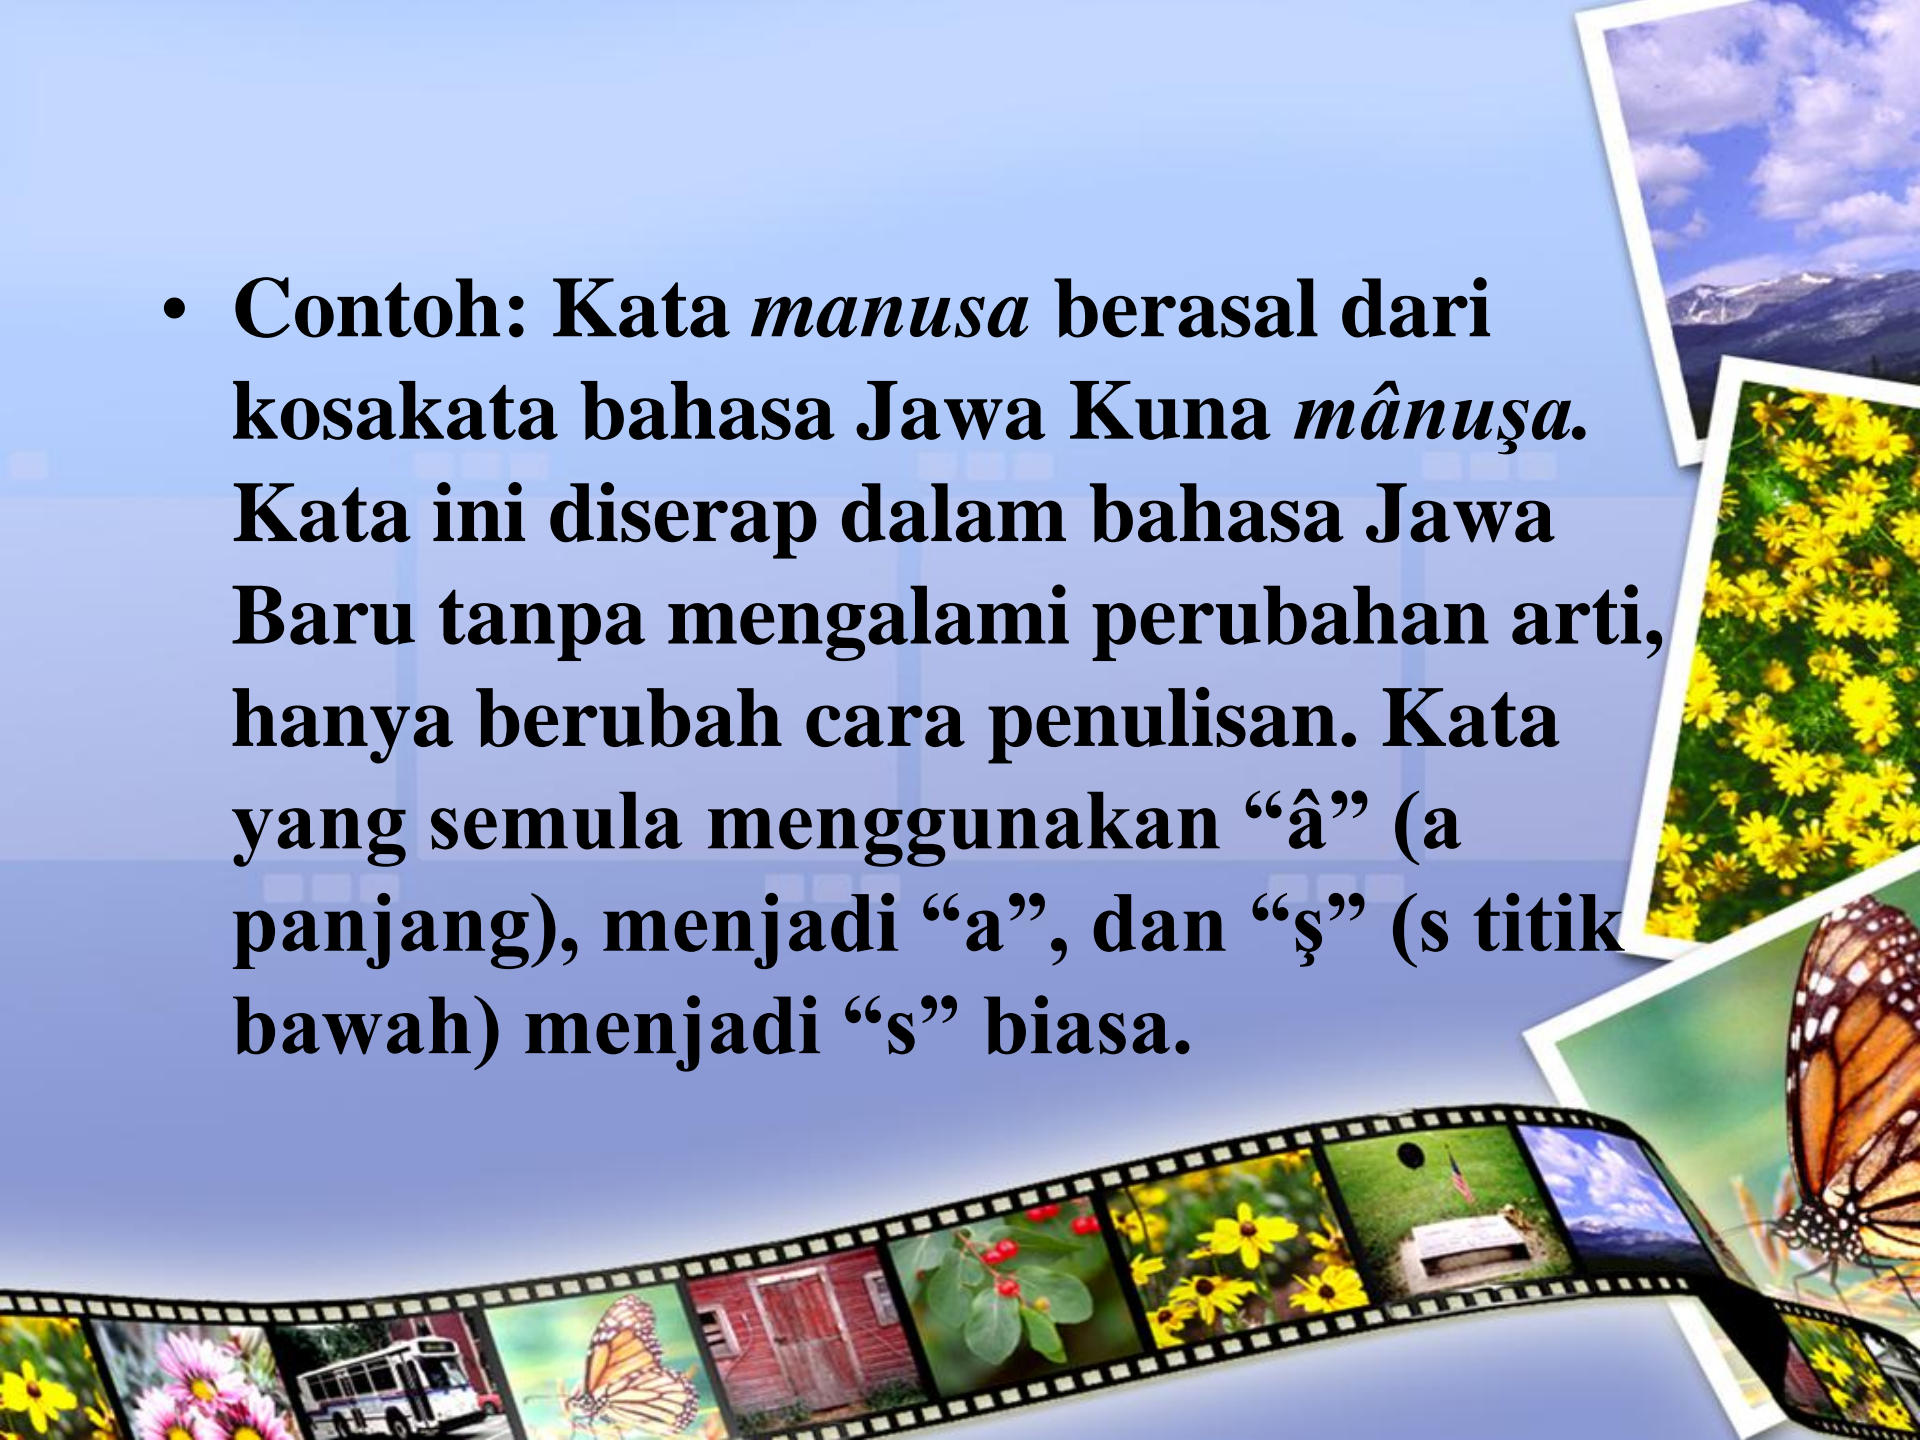 • Contoh: Kata manusa berasal dari
kosakata bahasa Jawa Kuna mânuşa.
Kata ini diserap dalam bahasa Jawa
Baru tanpa mengalami perubahan arti,
hanya berubah cara penulisan. Kata
yang semula menggunakan “â” (a
panjang), menjadi “a”, dan “ş” (s titik
bawah) menjadi “s” biasa.